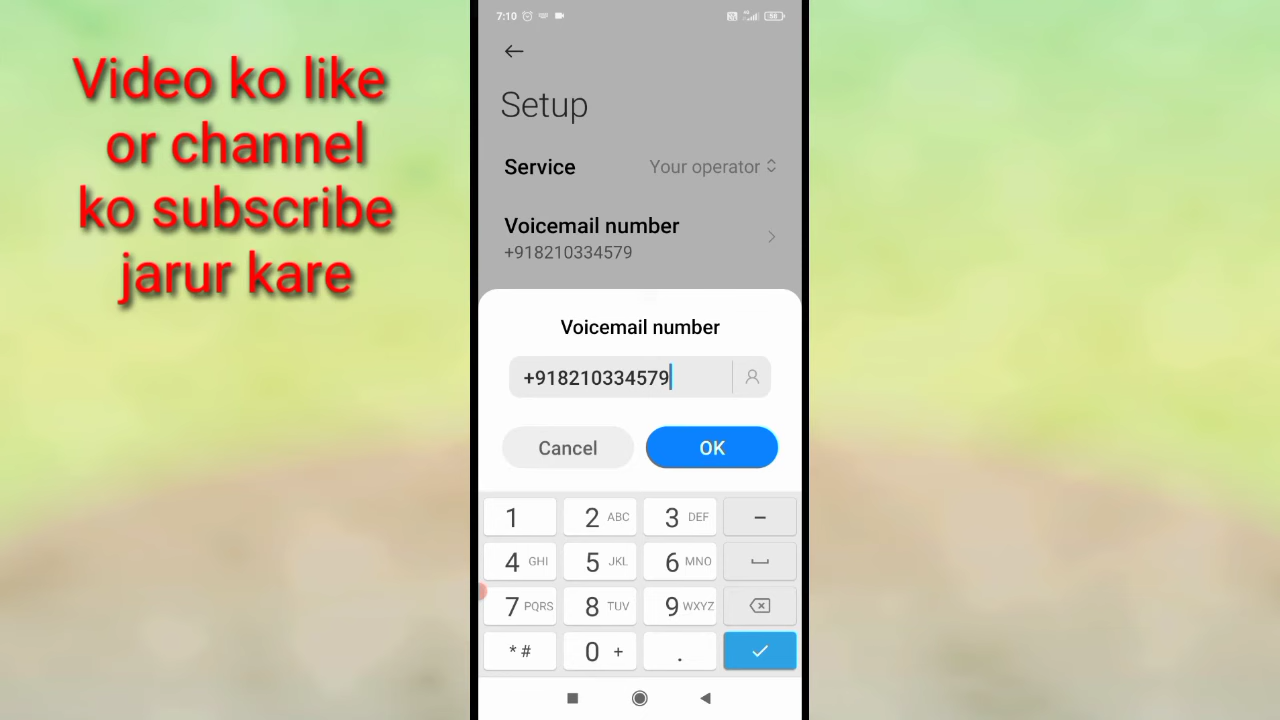 Video ko like
or channel
ko subscribe
jarur kare
7:10
58
Setup
Service Your operator
Voicemail number
+918210334579
Voicemail number
+918210334579
Cancel OK
1 2 ABC 3 DEF -
4 GHI 5 JKL 6 MNO
7 PQRS 8 TUV 9 WXYZ
*# 0 + .